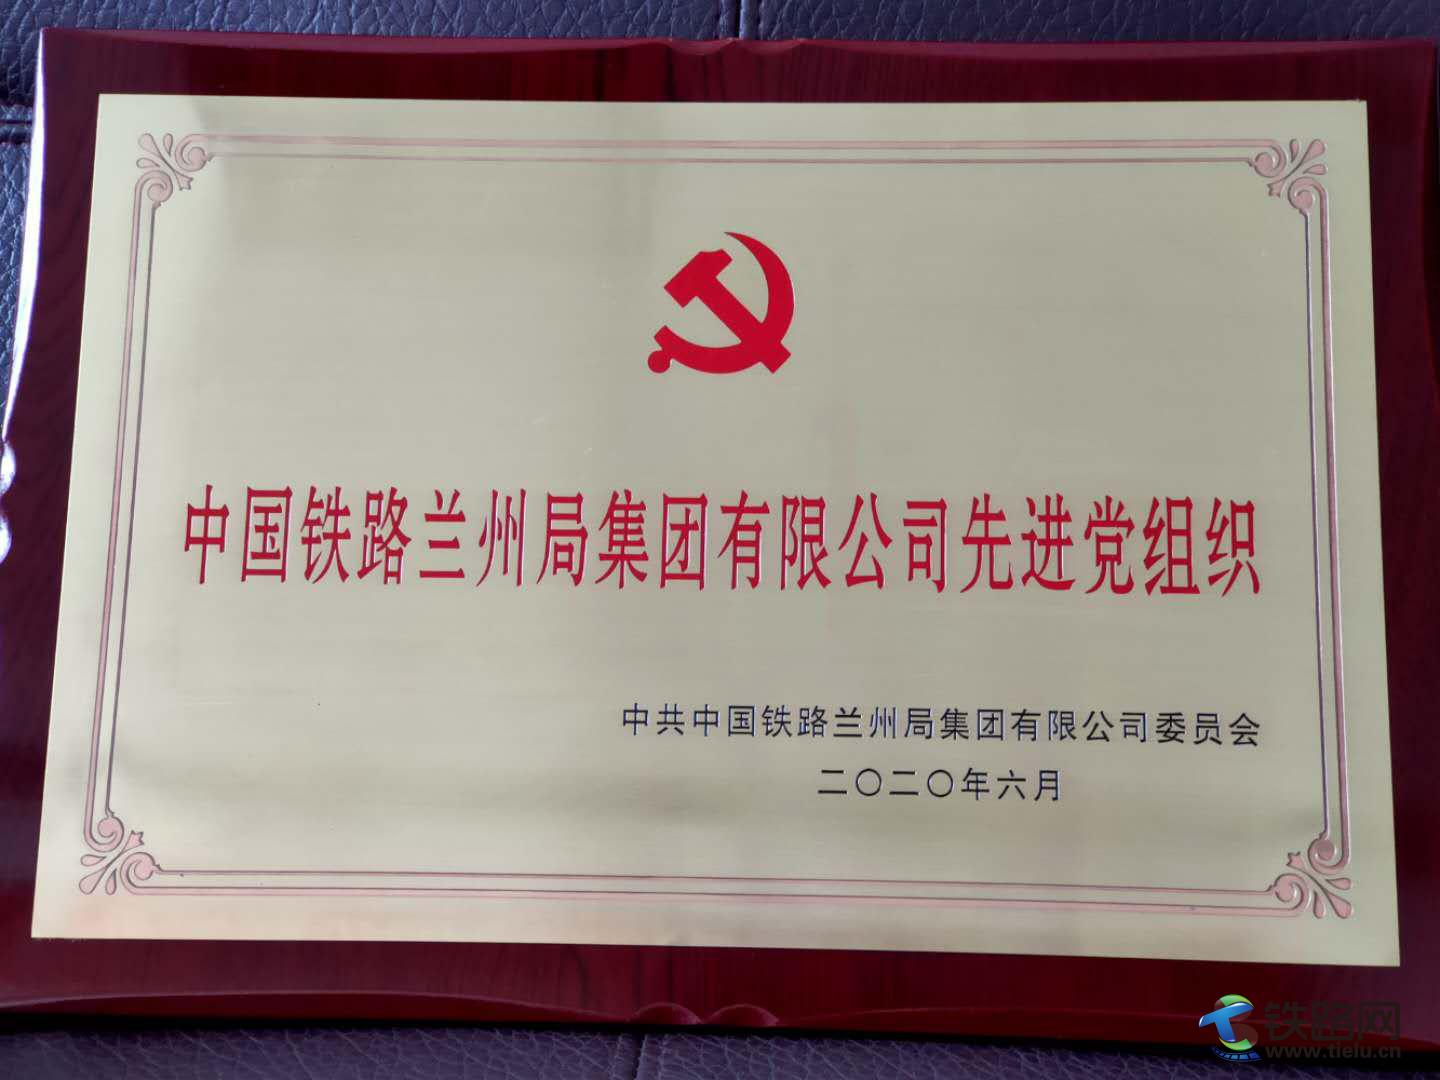 中国铁路兰州局集团有限公司先进党组织
中共中国铁路兰州局集团有限公司委员会
二〇二〇年六月
铁路网
www.tielu.cn